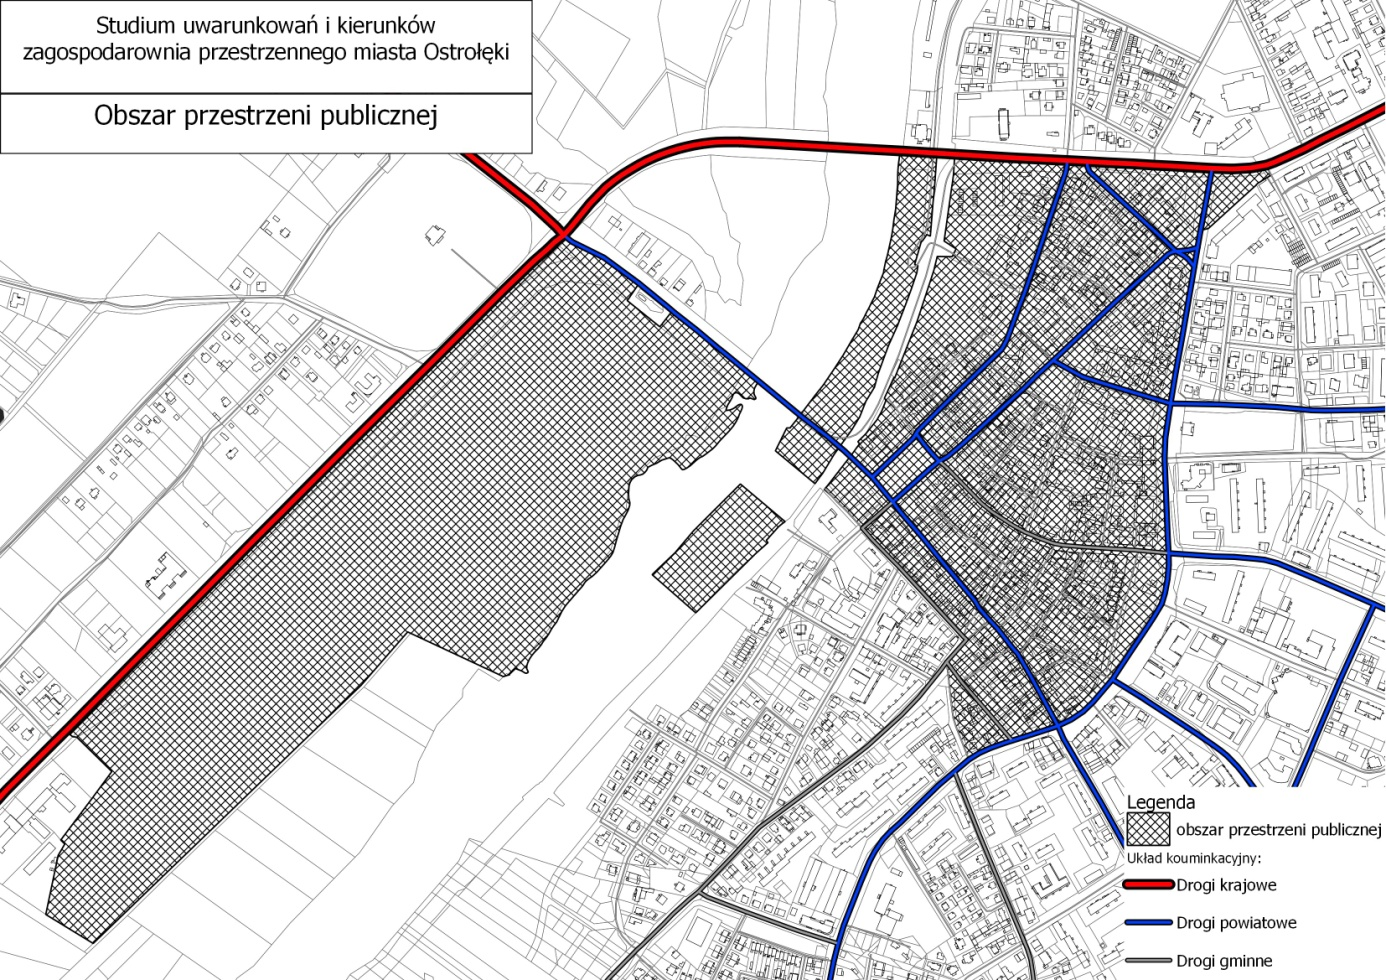 Studium uwarunkowań i kierunków
zagospodarownia przestrzennego miasta Ostrołęki
Obszar przestrzeni publicznej
Legenda
obszar przestrzeni publicznej
Układ kouminkacyjny:
Drogi krajowe
Drogi powiatowe
Drogi gminne